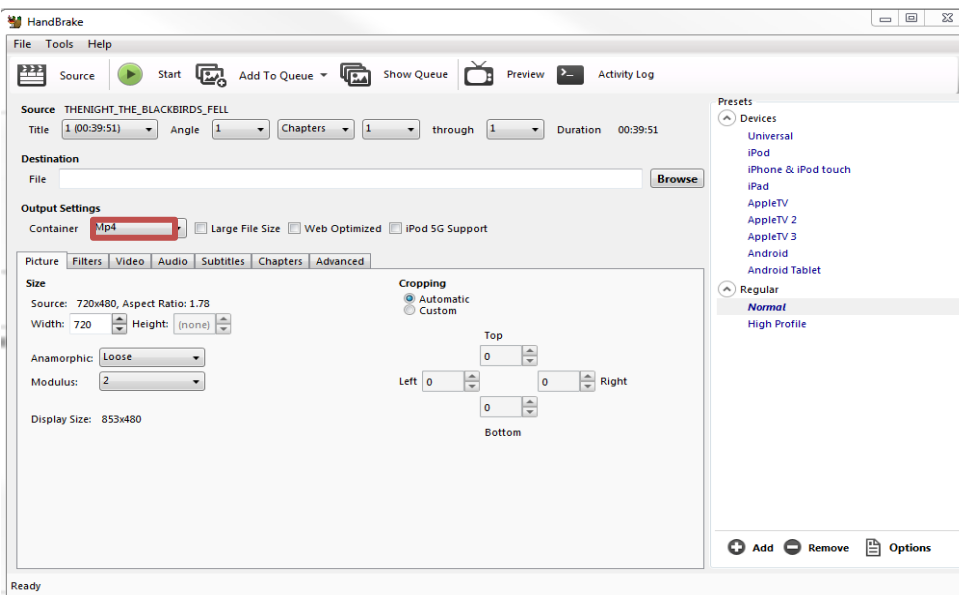 HandBrake
File Tools Help
Source Start Add To Queue Show Queue Preview Activity Log
Source THENIGHT_THE_BLACKBIRDS_FELL
Title 1 (00:39:51) Angle 1 Chapters 1 through 1 Duration 00:39:51
Destination
File Browse
Output Settings
Container Mp4 Large File Size Web Optimized iPod 5G Support
Picture Filters Video Audio Subtitles Chapters Advanced
Size
Source: 720x480, Aspect Ratio: 1.78
Width: 720 Height: (none)
Anamorphic: Loose
Modulus: 2
Display Size: 853x480
Cropping
Automatic
Custom
Top
0
Left 0 0 Right
0
Bottom
Presets
Devices
Universal
iPod
iPhone & iPod touch
iPad
AppleTV
AppleTV 2
AppleTV 3
Android
Android Tablet
Regular
Normal
High Profile
Add Remove Options
Ready